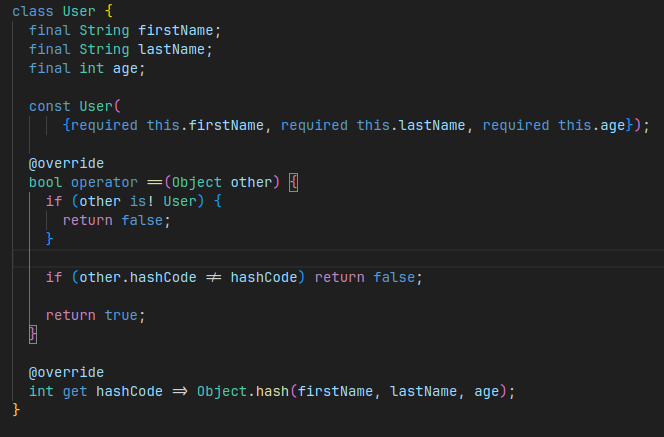 class User {
final String firstName;
final String lastName;
final int age;
const User(
{required this.firstName, required this.lastName, required this.age});
@override
bool operator ==(Object other) {
if (other is! User) {
return false;
}
if (other.hashCode != hashCode) return false;
return true;
}
@override
int get hashCode => Object.hash(firstName, lastName, age);
}